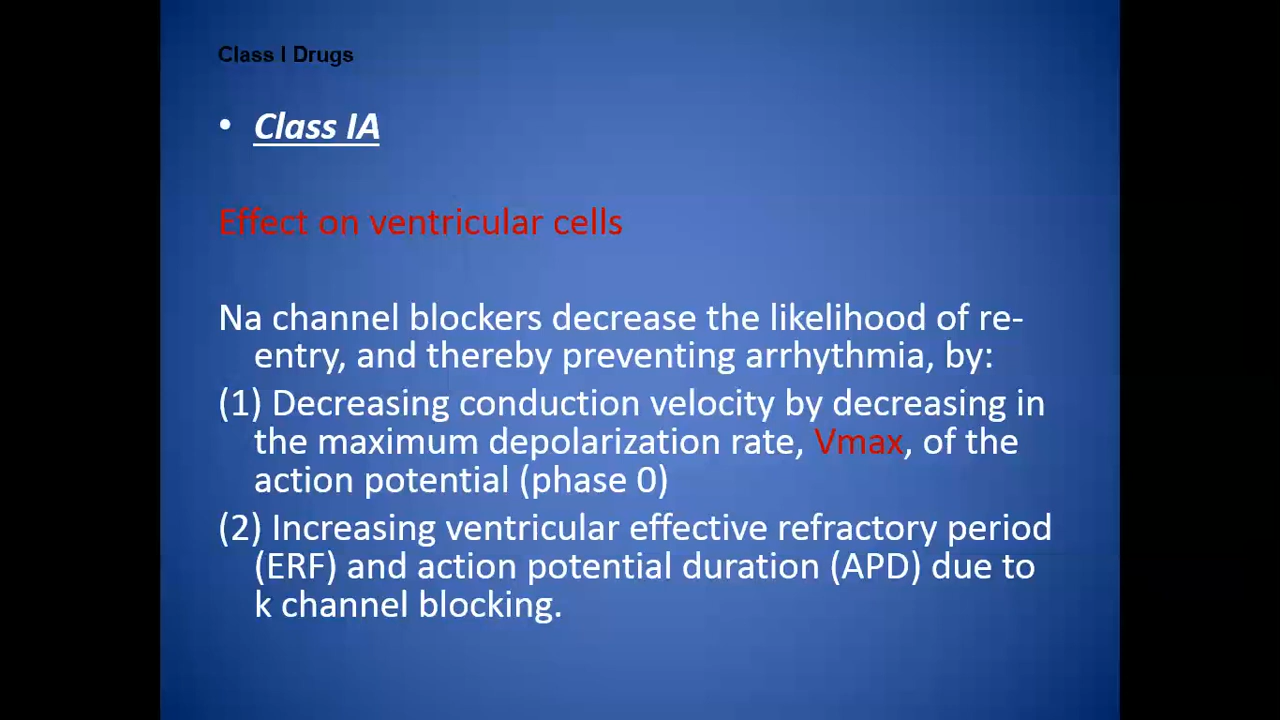 Class I Drugs
• Class IA
Effect on ventricular cells
Na channel blockers decrease the likelihood of re-
entry, and thereby preventing arrhythmia, by:
(1) Decreasing conduction velocity by decreasing in
the maximum depolarization rate, Vmax, of the
action potential (phase 0)
(2) Increasing ventricular effective refractory period
(ERF) and action potential duration (APD) due to
k channel blocking.